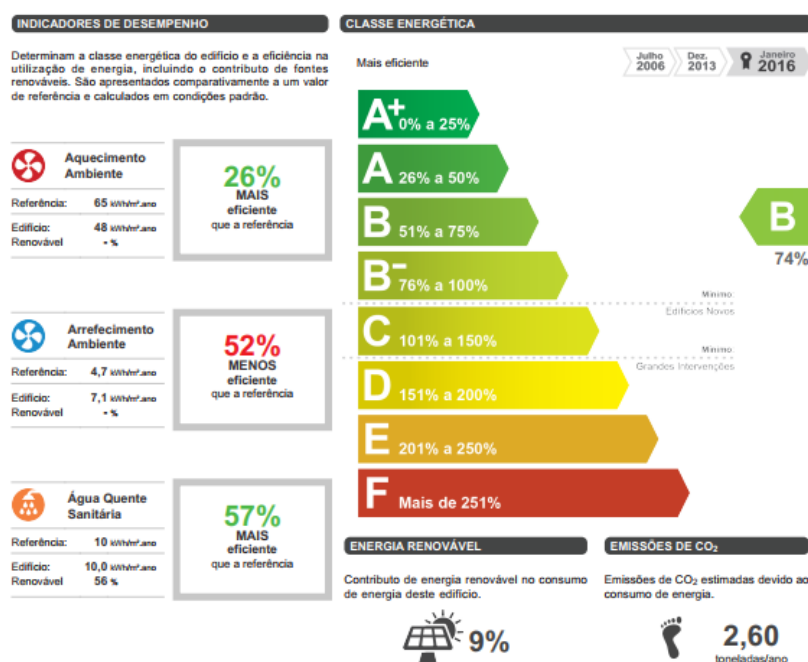 INDICADORES DE DESEMPENHO
Determinam a classe energética do edifício e a eficiência na
utilização de energia, incluindo o contributo de fontes
renováveis. São apresentados comparativamente a um valor
de referência e calculados em condições padrão.
Aquecimento
Ambiente
Referência: 65 kWh/m².ano
Edifício: 48 kWh/m².ano
Renovável - %
26%
MAIS
eficiente
que a referência
Arrefecimento
Ambiente
Referência: 4,7 kWh/m².ano
Edifício: 7,1 kWh/m².ano
Renovável - %
52%
MENOS
eficiente
que a referência
Água Quente
Sanitária
Referência: 10 kWh/m².ano
Edifício: 10,0 kWh/m².ano
Renovável 56 %
57%
MAIS
eficiente
que a referência
CLASSE ENERGÉTICA
Mais eficiente
Julho
2006
Dez.
2013
Janeiro
2016
A+ 0% a 25%
A 26% a 50%
B 51% a 75%
B- 76% a 100%
C 101% a 150%
D 151% a 200%
E 201% a 250%
F Mais de 251%
B
74%
Mínimo:
Edifícios Novos
Mínimo:
Grandes Intervenções
ENERGIA RENOVÁVEL
Contributo de energia renovável no consumo
de energia deste edifício.
9%
EMISSÕES DE CO₂
Emissões de CO₂ estimadas devido ao
consumo de energia.
2,60
toneladas/ano